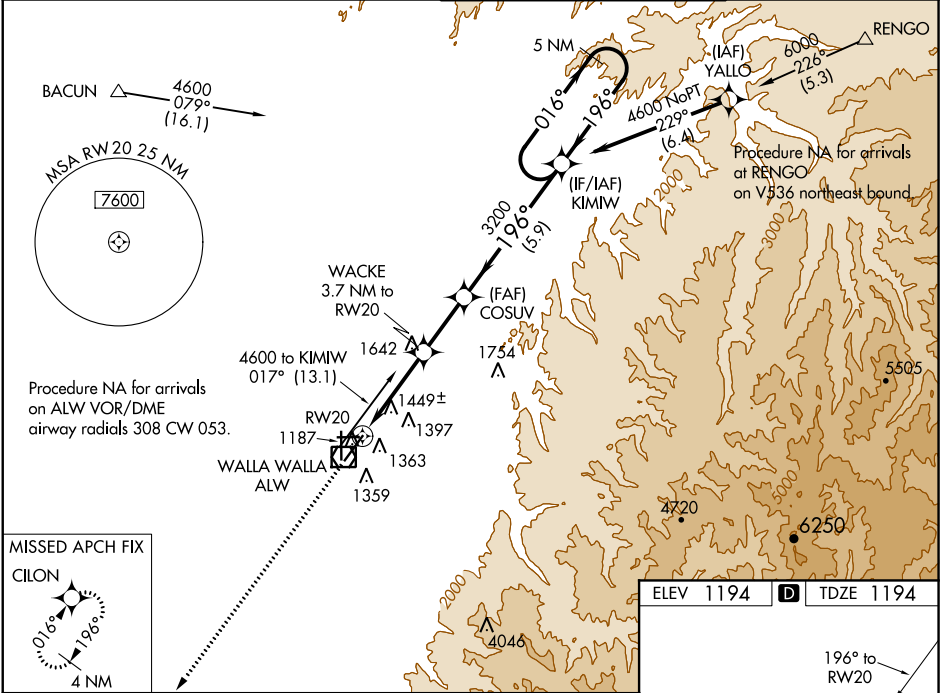 RENGO
6000
226°
(5.3)
(IAF)
YALLO
5 NM
016°
196°
4600 NoPT
229°
(6.4)
BACUN
4600
079°
(16.1)
MSA RW20 25 NM
7600
Procedure NA for arrivals
at RENGO
on V536 northeast bound.
(IF/IAF)
KIMIW
2000
3000
3200
196°
(5.9)
WACKE
3.7 NM to
RW20
(FAF)
COSUV
1642
1754
4600 to KIMIW
017° (13.1)
5505
Procedure NA for arrivals
on ALW VOR/DME
airway radials 308 CW 053.
1449±
1397
RW20
1187
1363
WALLA WALLA
ALW
1359
5000
4720
6250
MISSED APCH FIX
CILON
016°
196°
4 NM
2000
4046
ELEV 1194
D
TDZE 1194
196° to
RW20